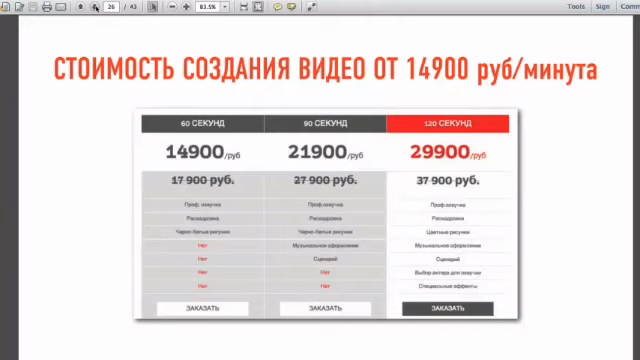 26 / 43
83.5%
Tools Sign
СТОИМОСТЬ СОЗДАНИЯ ВИДЕО ОТ 14900 руб/минута
60 СЕКУНД 90 СЕКУНД 120 СЕКУНД
14900/руб 21900/руб 29900/руб
17 900 руб. 27 900 руб. 37 900 руб.
Проф. озвучка Проф. озвучка Проф. озвучка
Раскадровка Раскадровка Раскадровка
Черно-белые рисунки Черно-белые рисунки Цветные рисунки
Нет Музыкальное оформление Музыкальное оформление
Нет Сценарий Сценарий
Нет Нет Выбор актера для озвучки
Нет Нет Специальные эффекты
ЗАКАЗАТЬ ЗАКАЗАТЬ ЗАКАЗАТЬ